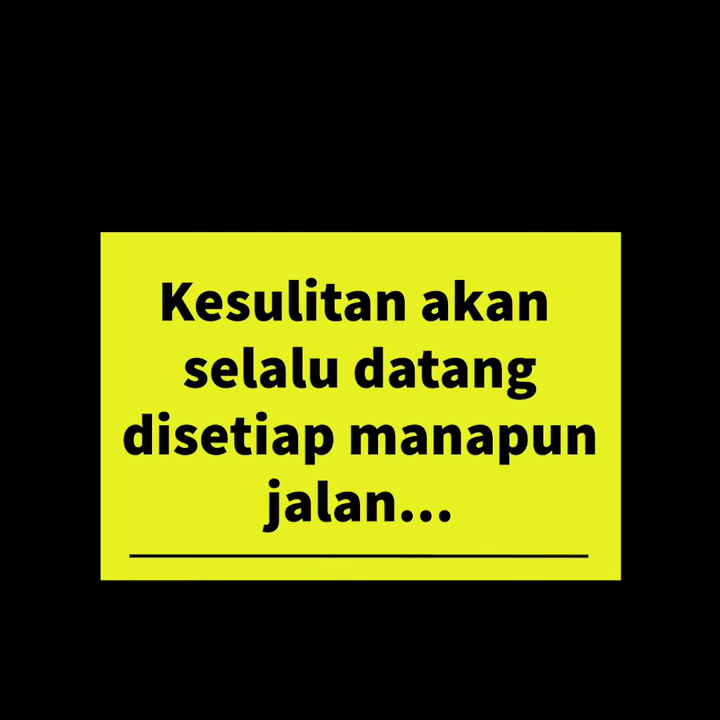 Kesulitan akan
selalu datang
disetiap manapun
jalan...